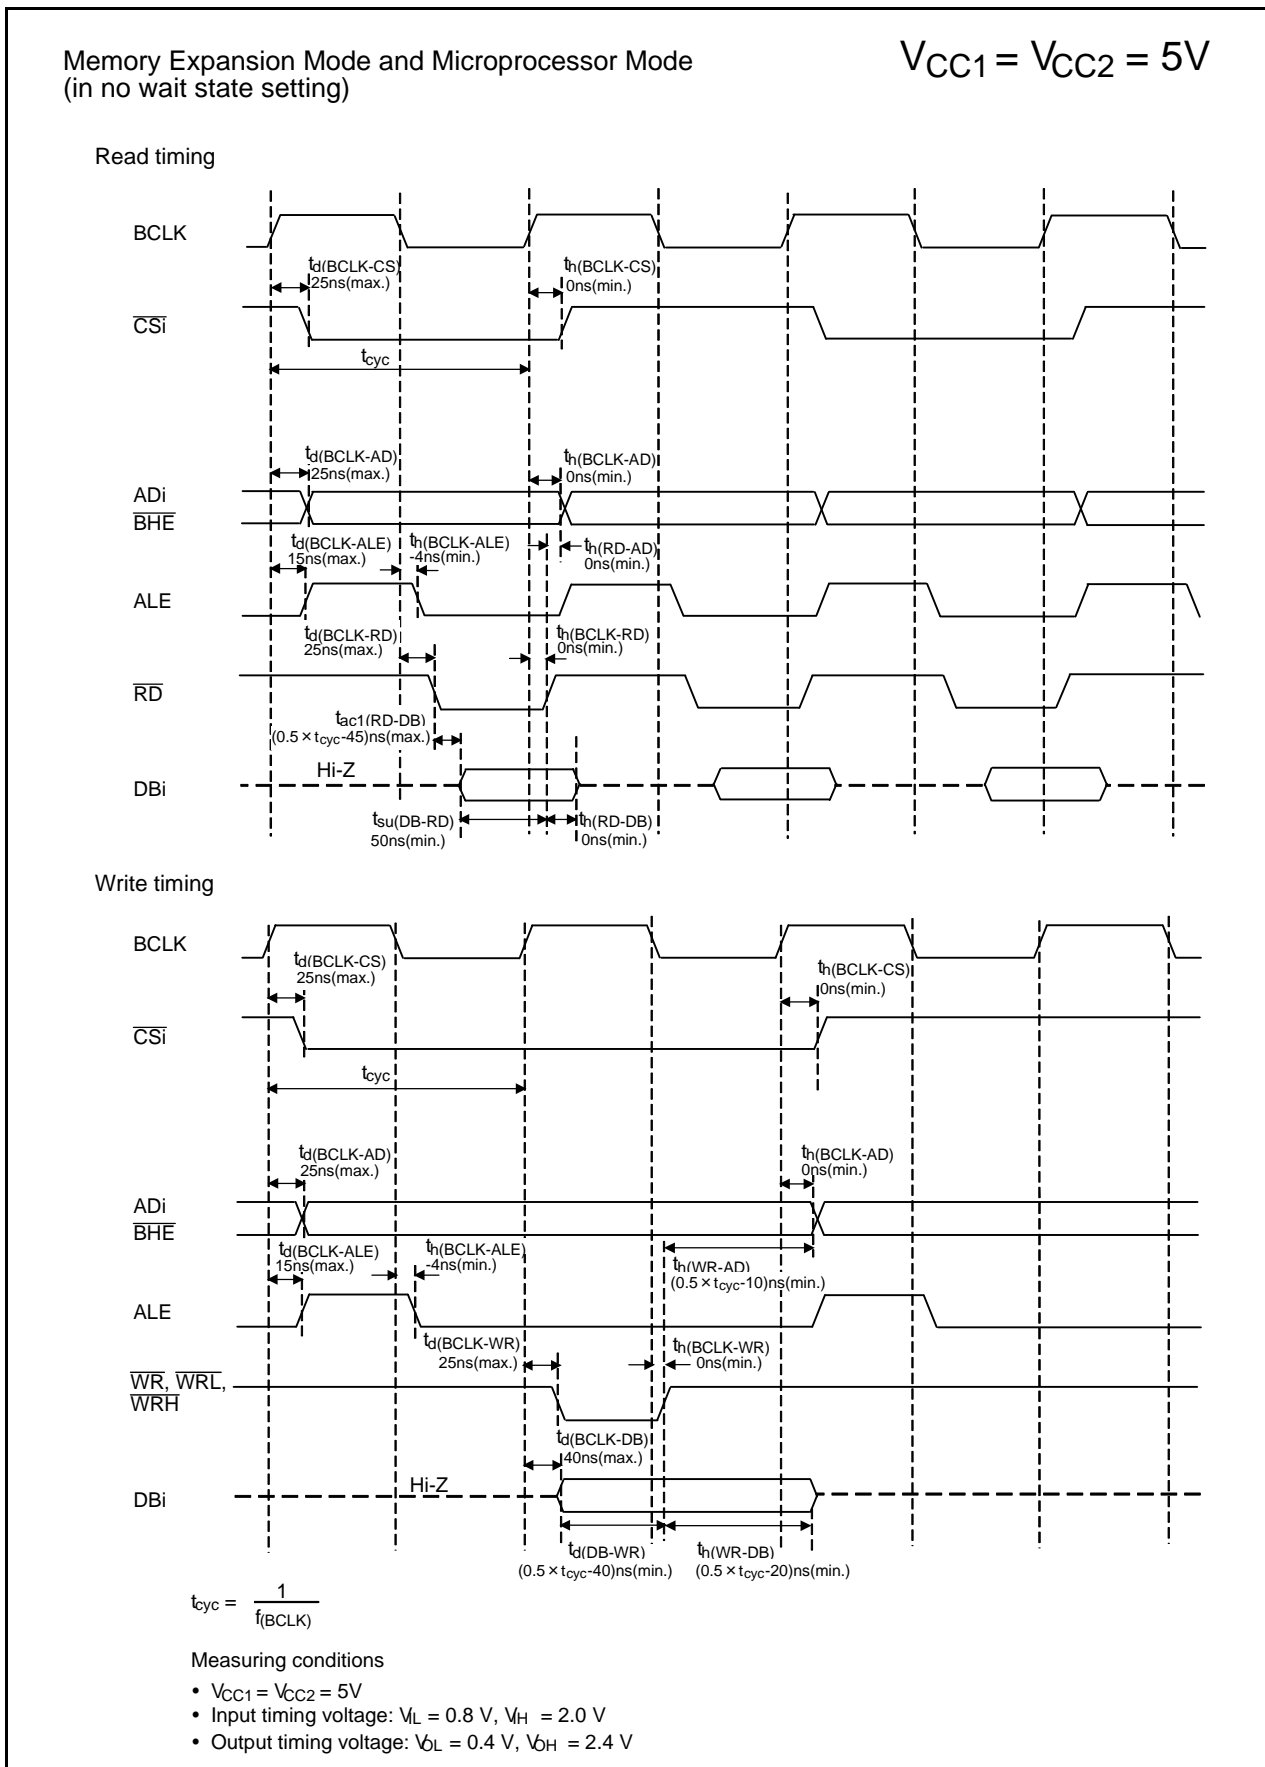 Memory Expansion Mode and Microprocessor Mode
(in no wait state setting)
VCC1 = VCC2 = 5V
Read timing
BCLK
td(BCLK-CS)
25ns(max.)
th(BCLK-CS)
0ns(min.)
CSi
tcyc
td(BCLK-AD)
25ns(max.)
th(BCLK-AD)
0ns(min.)
ADi
BHE
td(BCLK-ALE)
15ns(max.)
th(BCLK-ALE)
-4ns(min.)
th(RD-AD)
0ns(min.)
ALE
td(BCLK-RD)
25ns(max.)
th(BCLK-RD)
0ns(min.)
RD
tac1(RD-DB)
(0.5 × tcyc-45)ns(max.)
Hi-Z
DBi
tsu(DB-RD)
50ns(min.)
th(RD-DB)
0ns(min.)
Write timing
BCLK
td(BCLK-CS)
25ns(max.)
th(BCLK-CS)
0ns(min.)
CSi
tcyc
td(BCLK-AD)
25ns(max.)
th(BCLK-AD)
0ns(min.)
ADi
BHE
td(BCLK-ALE)
15ns(max.)
th(BCLK-ALE)
-4ns(min.)
th(WR-AD)
(0.5 × tcyc-10)ns(min.)
ALE
td(BCLK-WR)
25ns(max.)
th(BCLK-WR)
0ns(min.)
WR, WRL,
WRH
td(BCLK-DB)
40ns(max.)
Hi-Z
DBi
td(DB-WR)
(0.5 × tcyc-40)ns(min.)
th(WR-DB)
(0.5 × tcyc-20)ns(min.)
tcyc = 1
f(BCLK)
Measuring conditions
• VCC1 = VCC2 = 5V
• Input timing voltage: VIL = 0.8 V, VIH = 2.0 V
• Output timing voltage: VOL = 0.4 V, VOH = 2.4 V